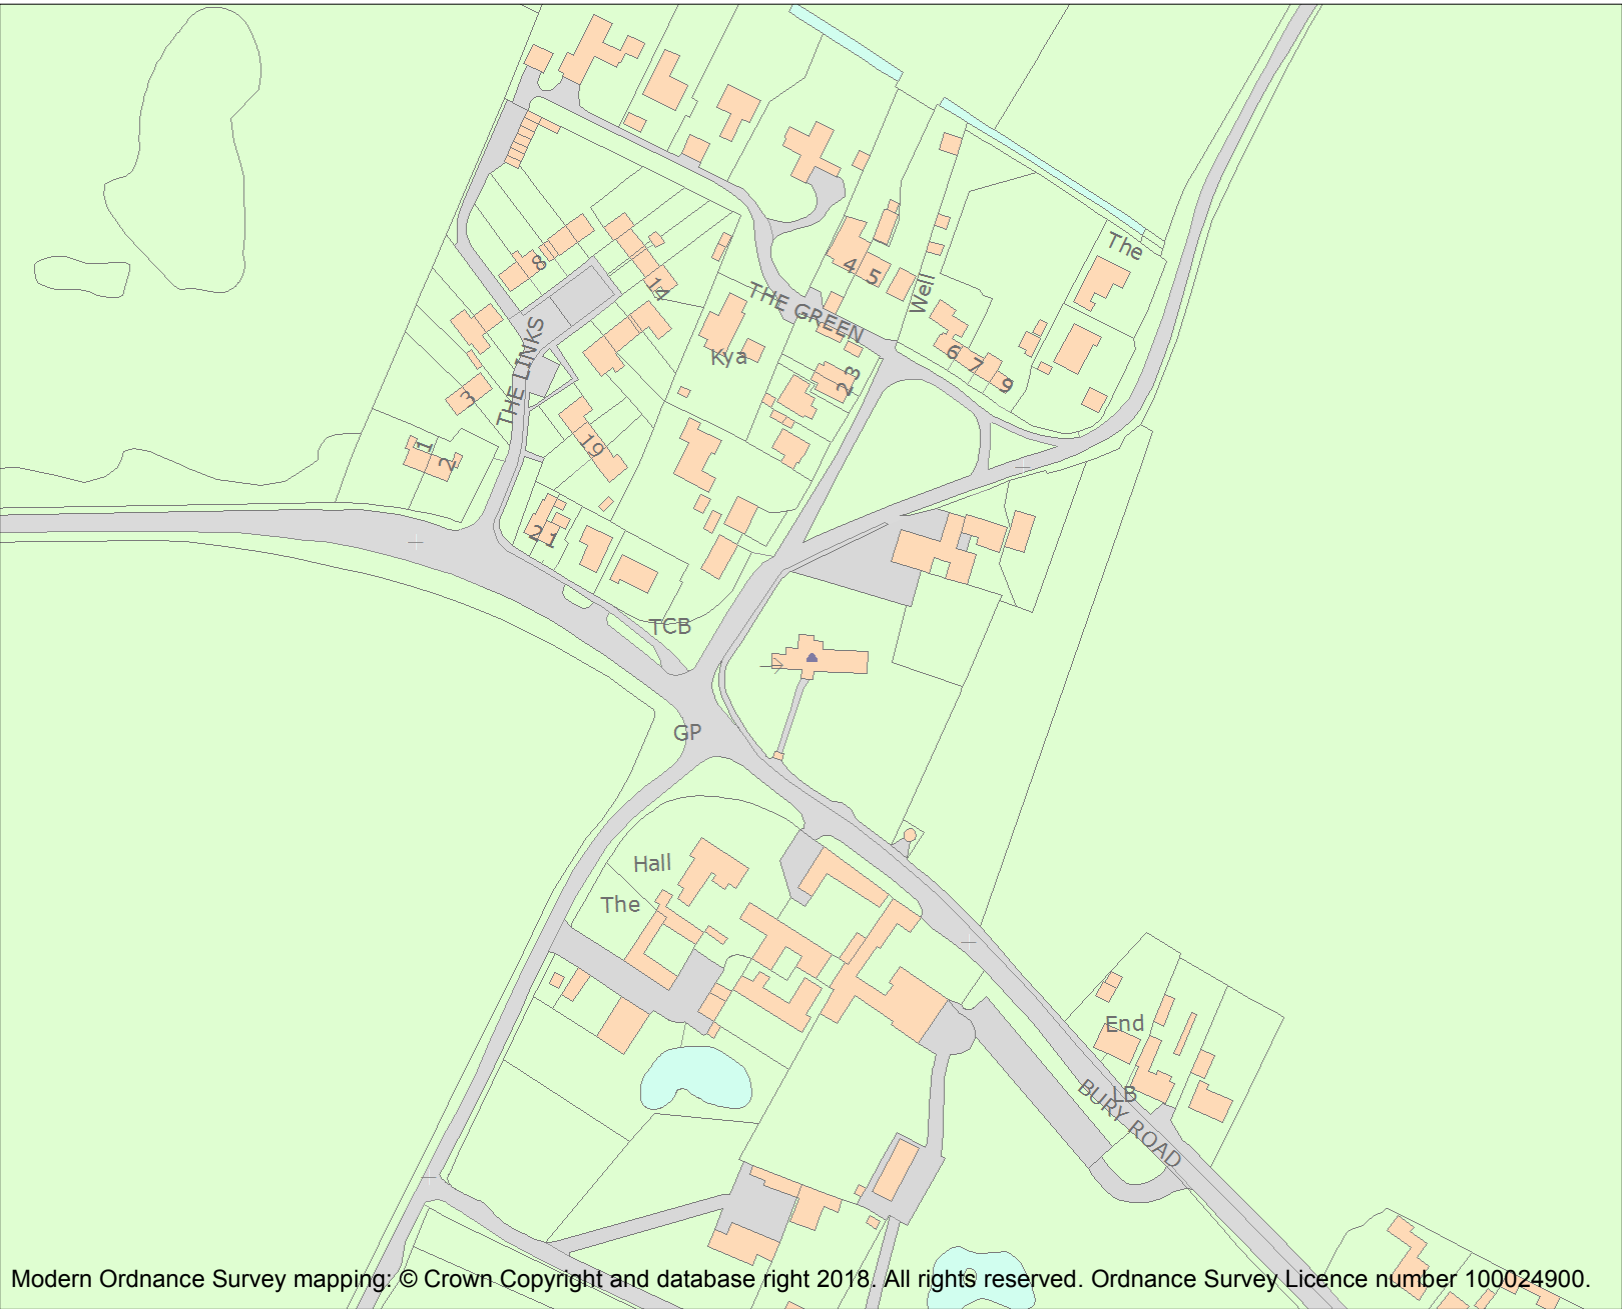 The
8
14
4
5
Well
THE GREEN
Kya
6
7
9
2
3
THE LINKS
3
1
2
19
21
TCB
GP
Hall
The
End
LB
BURY ROAD
Modern Ordnance Survey mapping: © Crown Copyright and database right 2018. All rights reserved. Ordnance Survey Licence number 100024900.